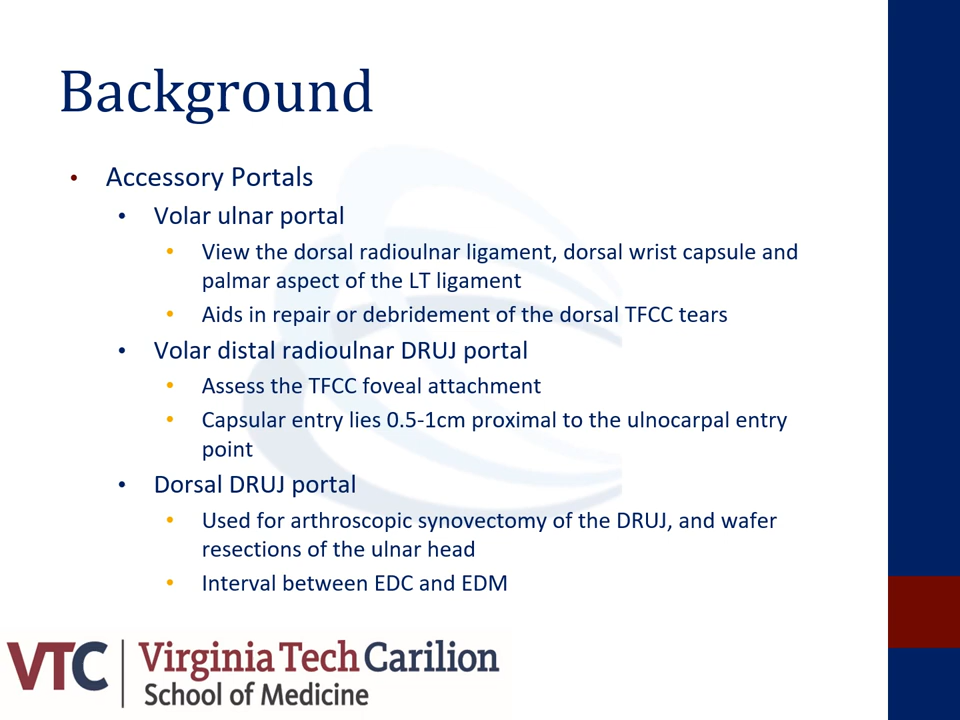 Background
• Accessory Portals
• Volar ulnar portal
• View the dorsal radioulnar ligament, dorsal wrist capsule and
palmar aspect of the LT ligament
• Aids in repair or debridement of the dorsal TFCC tears
• Volar distal radioulnar DRUJ portal
• Assess the TFCC foveal attachment
• Capsular entry lies 0.5-1cm proximal to the ulnocarpal entry
point
• Dorsal DRUJ portal
• Used for arthroscopic synovectomy of the DRUJ, and wafer
resections of the ulnar head
• Interval between EDC and EDM
VTC Virginia Tech Carilion
School of Medicine